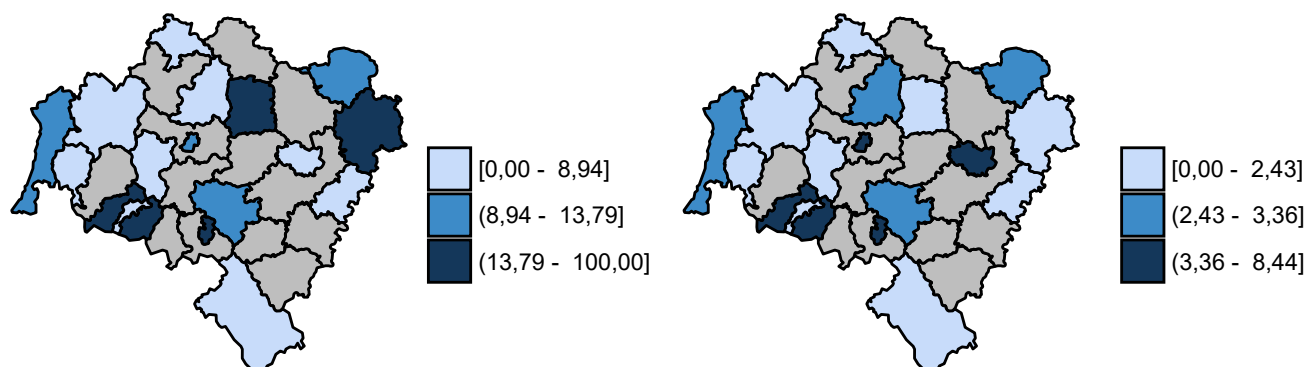 [0,00 -  8,94]
(8,94 -  13,79]
(13,79 -  100,00]
[0,00 -  2,43]
(2,43 -  3,36]
(3,36 -  8,44]